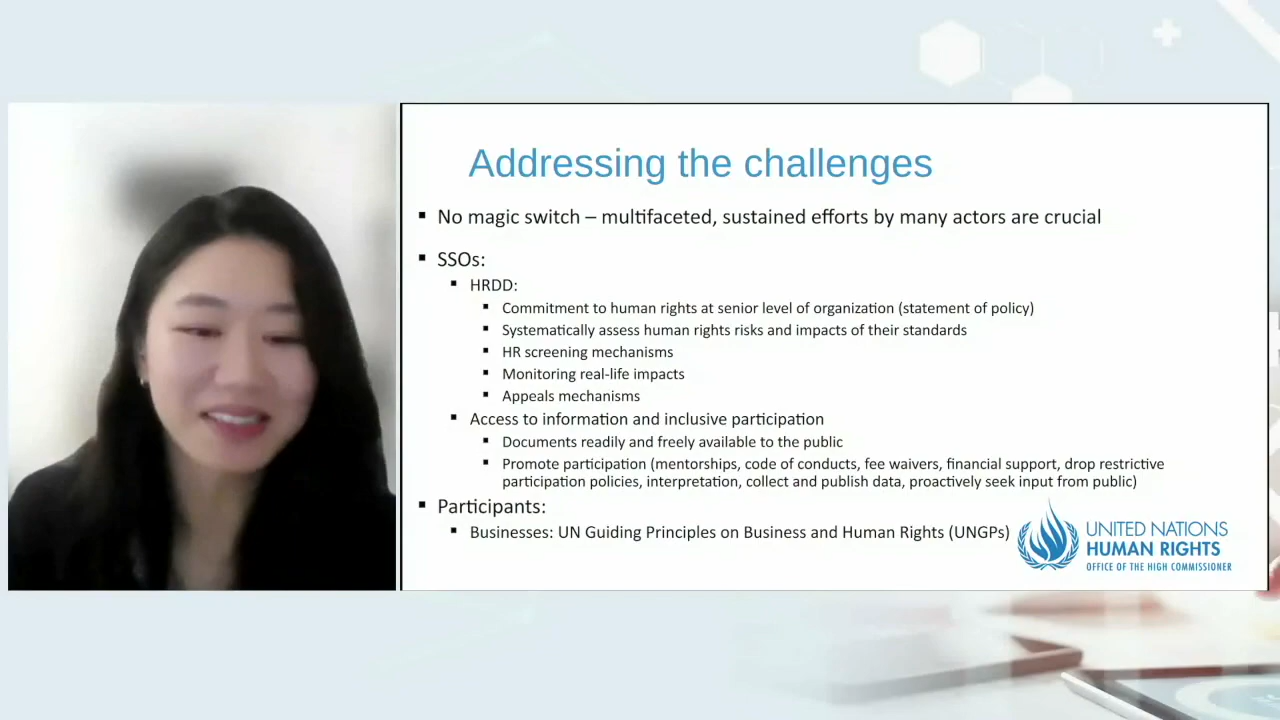 Addressing the challenges
No magic switch – multifaceted, sustained efforts by many actors are crucial
SSOs:
HRDD:
Commitment to human rights at senior level of organization (statement of policy)
Systematically assess human rights risks and impacts of their standards
HR screening mechanisms
Monitoring real-life impacts
Appeals mechanisms
Access to information and inclusive participation
Documents readily and freely available to the public
Promote participation (mentorships, code of conducts, fee waivers, financial support, drop restrictive
participation policies, interpretation, collect and publish data, proactively seek input from public)
Participants:
Businesses: UN Guiding Principles on Business and Human Rights (UNGPs)
UNITED NATIONS
HUMAN RIGHTS
OFFICE OF THE HIGH COMMISSIONER